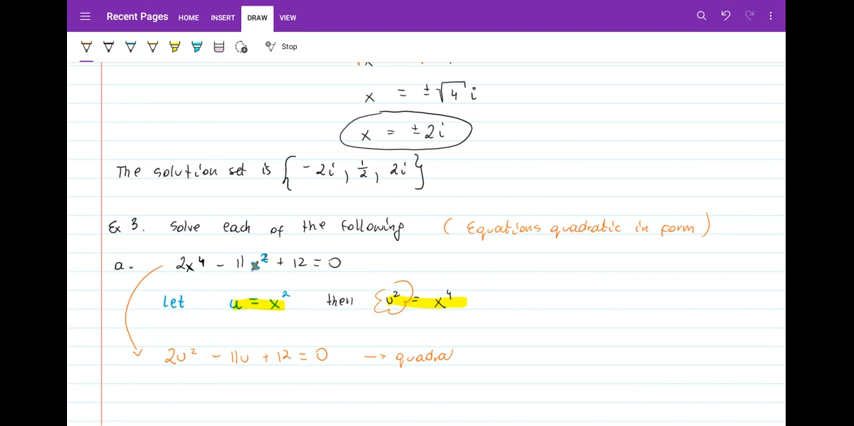 Recent Pages HOME INSERT DRAW VIEW
Stop
x = ±√4 i
x = ±2i
The solution set is {-2i, 1/2, 2i}
Ex 3. Solve each of the following (Equations quadratic in form)
a. 2x⁴ - 11x² + 12 = 0
Let u = x² then u² = x⁴
2u² - 11u + 12 = 0 → quadra